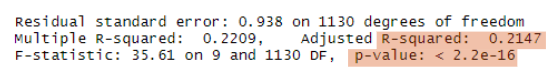 Residual standard error: 0.938 on 1130 degrees of freedom
Multiple R-squared:  0.2209,    Adjusted R-squared:  0.2147
F-statistic: 35.61 on 9 and 1130 DF,  p-value: < 2.2e-16